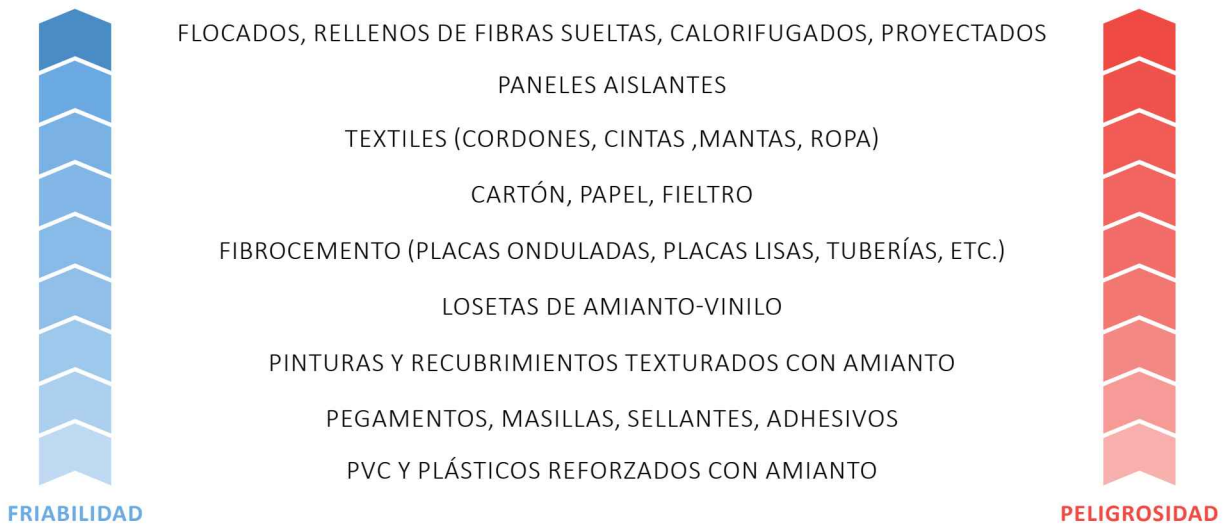 FLOCADOS, RELLENOS DE FIBRAS SUELTAS, CALORIFUGADOS, PROYECTADOS
PANELES AISLANTES
TEXTILES (CORDONES, CINTAS ,MANTAS, ROPA)
CARTÓN, PAPEL, FIELTRO
FIBROCEMENTO (PLACAS ONDULADAS, PLACAS LISAS, TUBERÍAS, ETC.)
LOSETAS DE AMIANTO-VINILO
PINTURAS Y RECUBRIMIENTOS TEXTURADOS CON AMIANTO
PEGAMENTOS, MASILLAS, SELLANTES, ADHESIVOS
PVC Y PLÁSTICOS REFORZADOS CON AMIANTO
FRIABILIDAD
PELIGROSIDAD